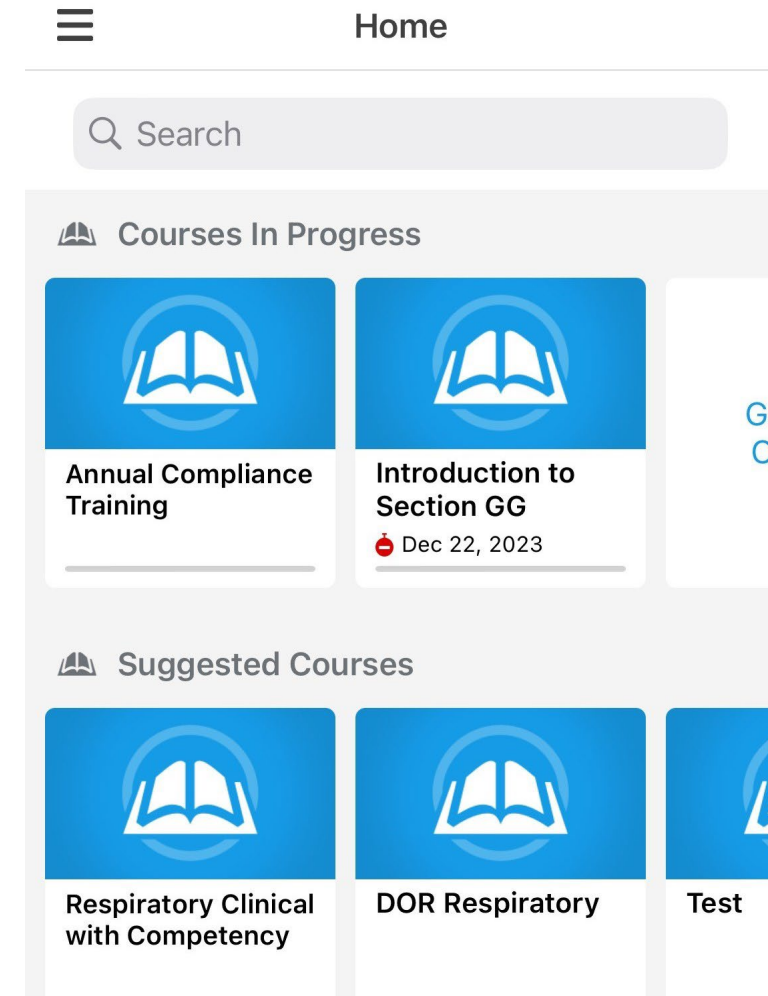 Home
Search
Courses In Progress
Annual Compliance
Training
Introduction to
Section GG
Dec 22, 2023
Suggested Courses
Respiratory Clinical
with Competency
DOR Respiratory
Test